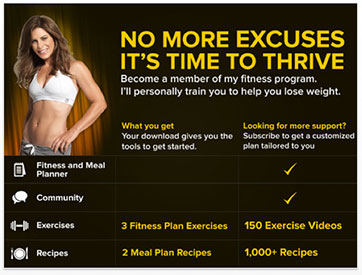 NO MORE EXCUSES
IT'S TIME TO THRIVE
Become a member of my fitness program.
I'll personally train you to help you lose weight.
What you get
Your download gives you the
tools to get started.
Looking for more support?
Subscribe to get a customized
plan tailored to you
Fitness and Meal
Planner
Community
Exercises
3 Fitness Plan Exercises
150 Exercise Videos
Recipes
2 Meal Plan Recipes
1,000+ Recipes